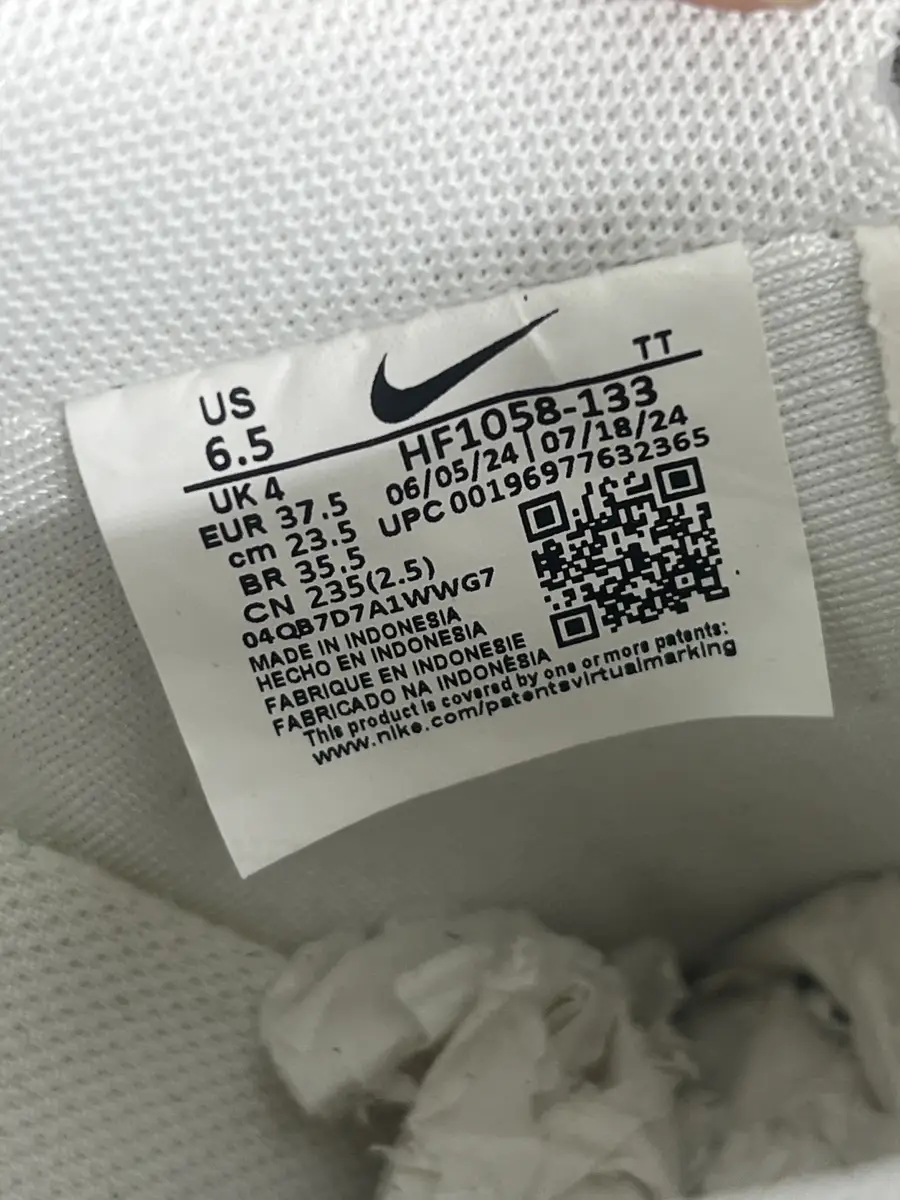 US
6.5
TT
HF1058-133
06/05/24|07/18/24
UPC 00196977632365
UK 4
EUR 37.5
cm 23.5
BR 35.5
CN 235(2.5)
04QB7D7A1WWG7
MADE IN INDONESIA
HECHO EN INDONESIA
FABRIQUE EN INDONESIE
FABRICADO NA INDONÉSIA
This product is covered by one or more patents:
www.nike.com/patentsvirtualmarking